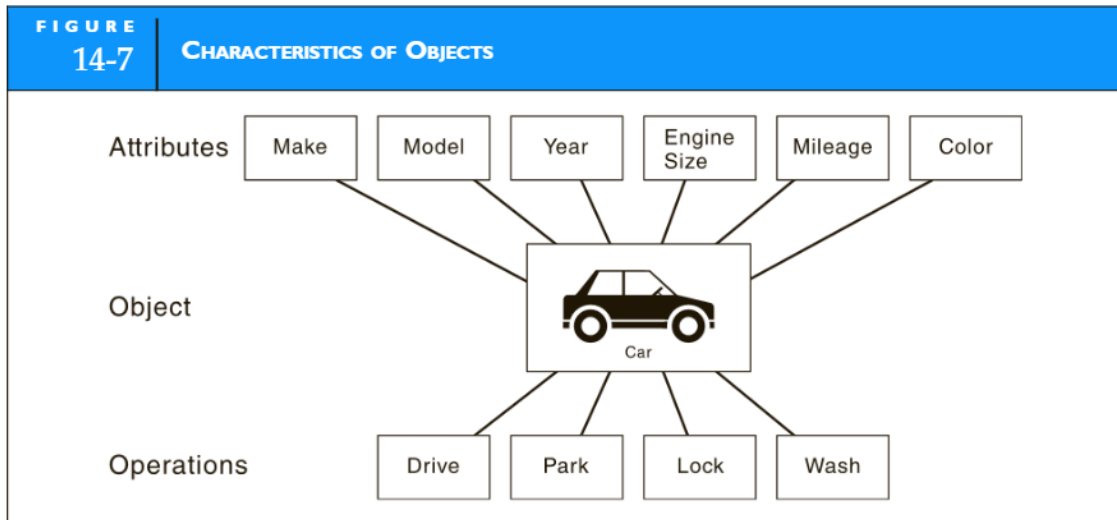 FIGURE
14-7
CHARACTERISTICS OF OBJECTS
Attributes
Make
Model
Year
Engine
Size
Mileage
Color
Object
Car
Operations
Drive
Park
Lock
Wash